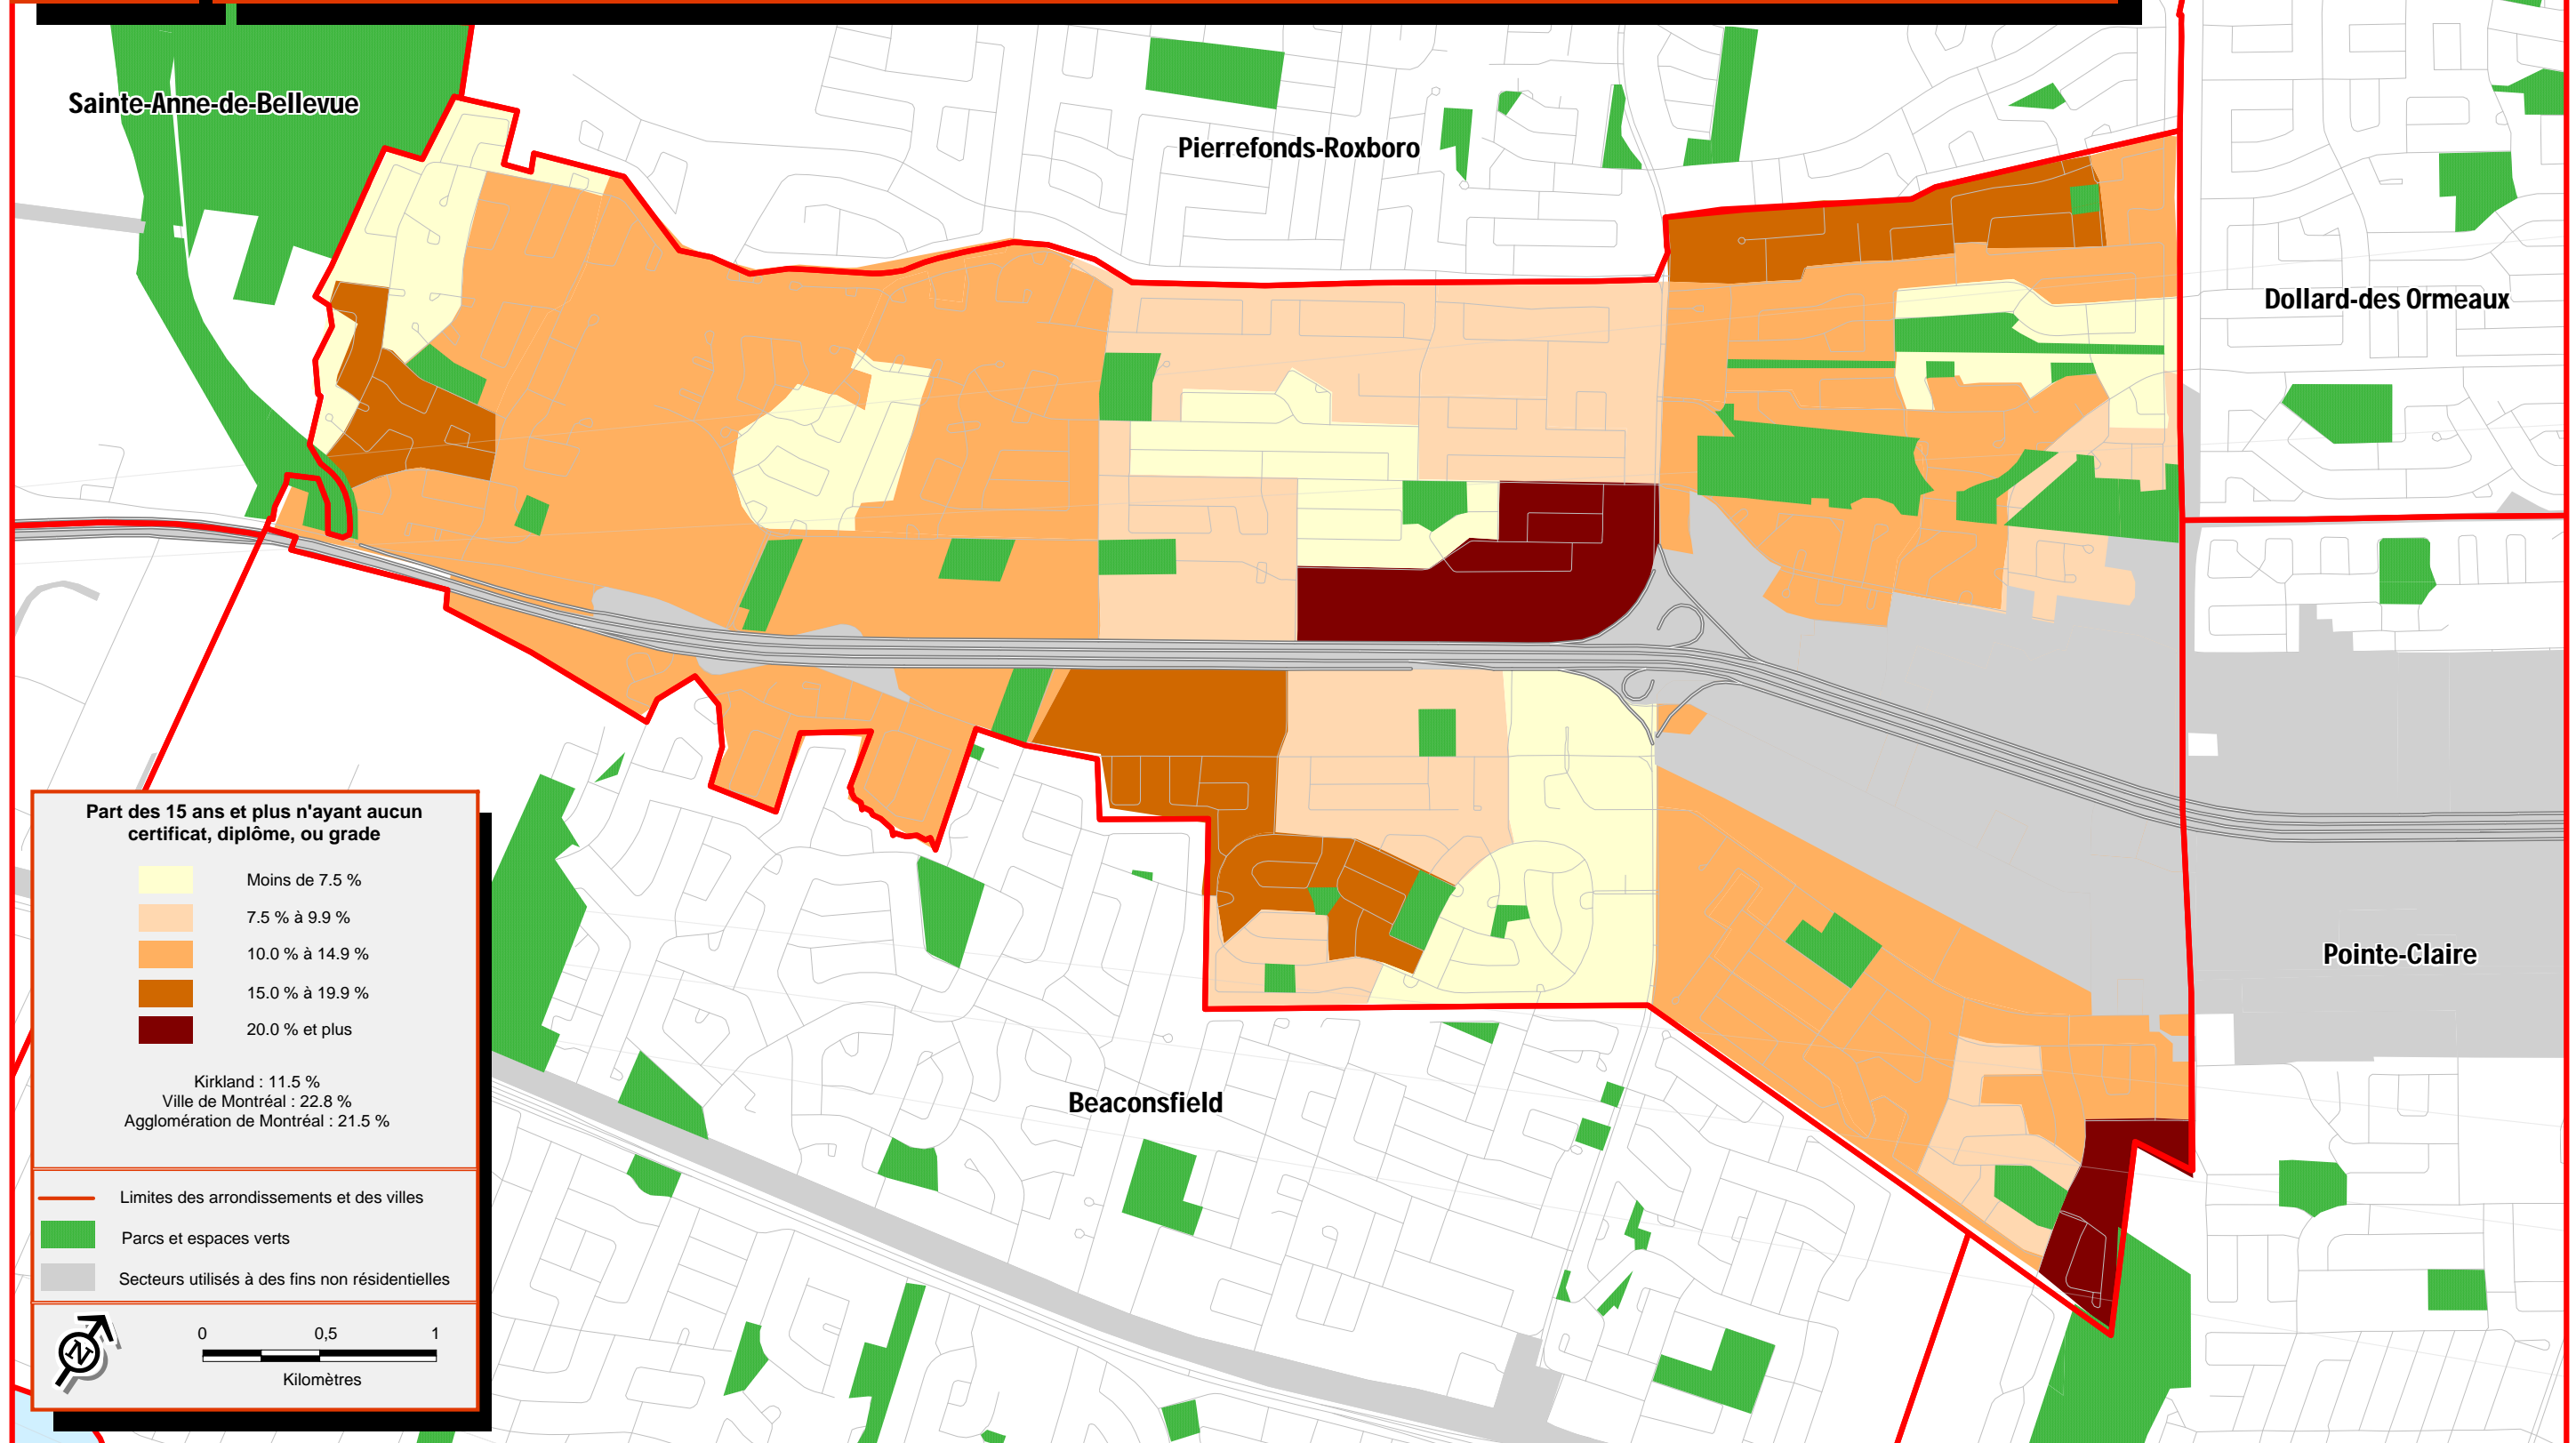 Sainte-Anne-de-Bellevue
Pierrefonds-Roxboro
Dollard-des Ormeaux
Pointe-Claire
Beaconsfield
Part des 15 ans et plus n'ayant aucun
certificat, diplôme, ou grade
Moins de 7.5 %
7.5 % à 9.9 %
10.0 % à 14.9 %
15.0 % à 19.9 %
20.0 % et plus
Kirkland : 11.5 %
Ville de Montréal : 22.8 %
Agglomération de Montréal : 21.5 %
Limites des arrondissements et des villes
Parcs et espaces verts
Secteurs utilisés à des fins non résidentielles
N
0 0,5 1
Kilomètres